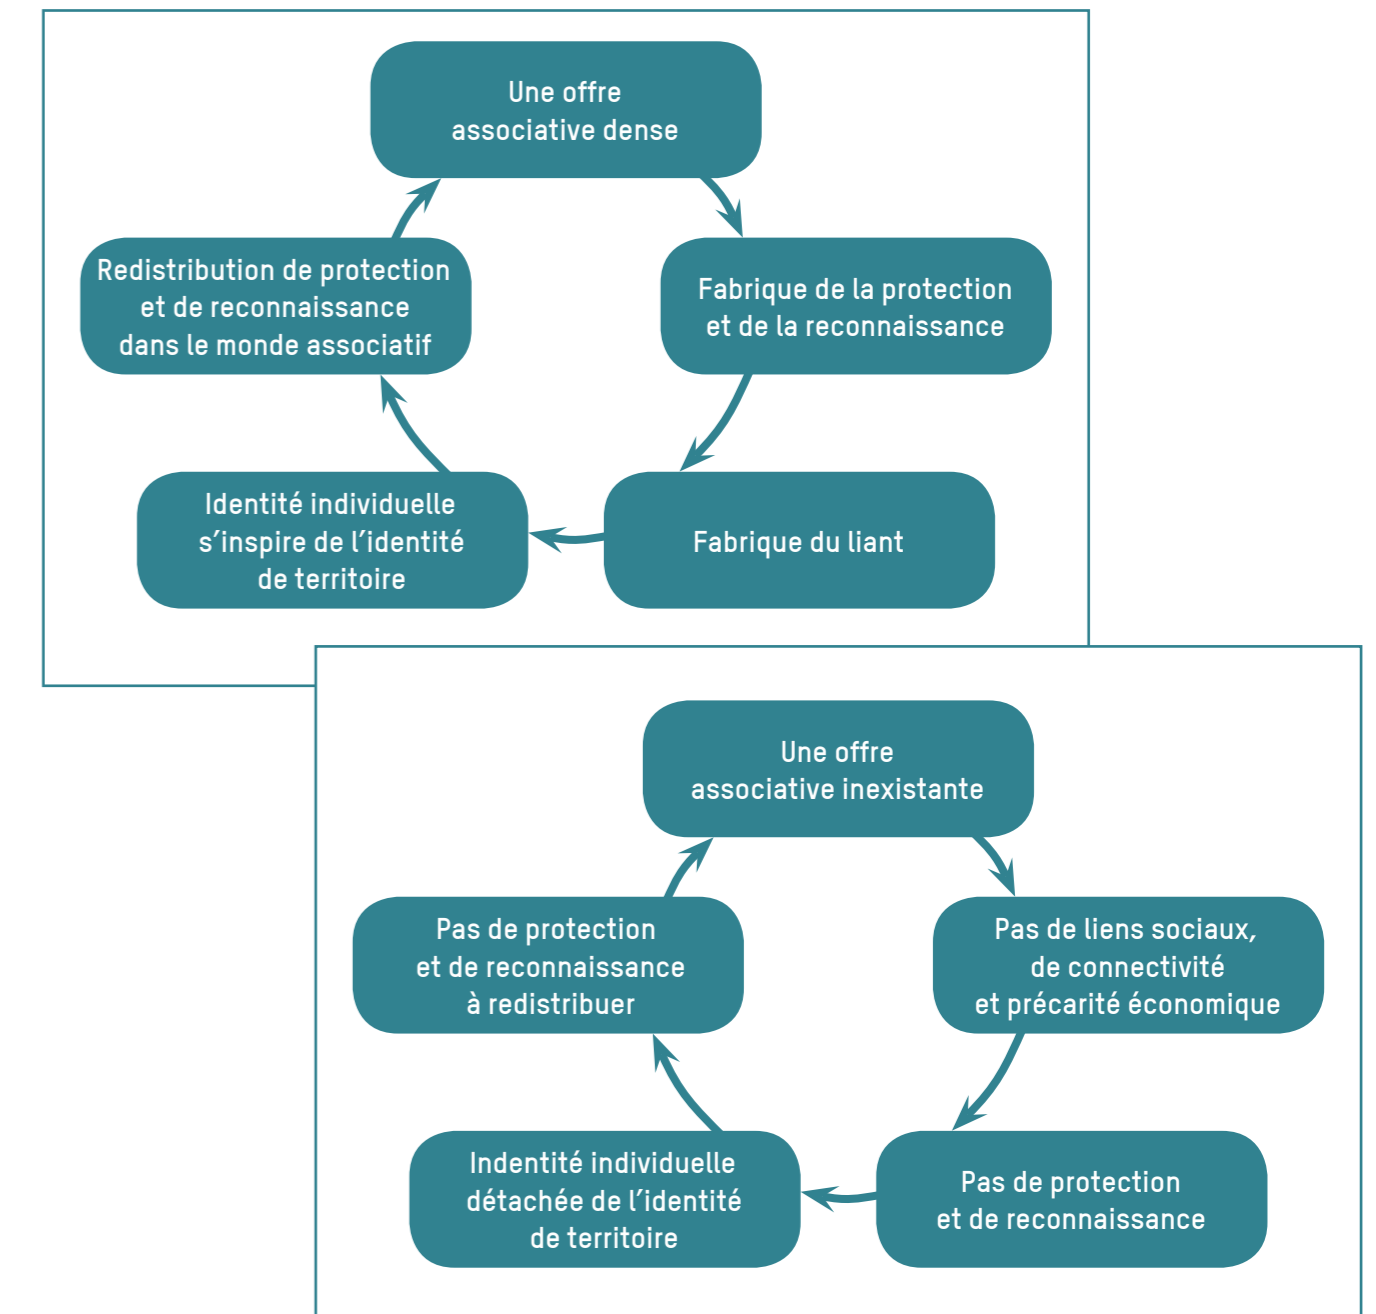 Une offre
associative dense
Fabrique de la protection
et de la reconnaissance
Fabrique du liant
Identité individuelle
s’inspire de l’identité
de territoire
Redistribution de protection
et de reconnaissance
dans le monde associatif
Une offre
associative inexistante
Pas de liens sociaux,
de connectivité
et précarité économique
Pas de protection
et de reconnaissance
Indentité individuelle
détachée de l’identité
de territoire
Pas de protection
et de reconnaissance
à redistribuer